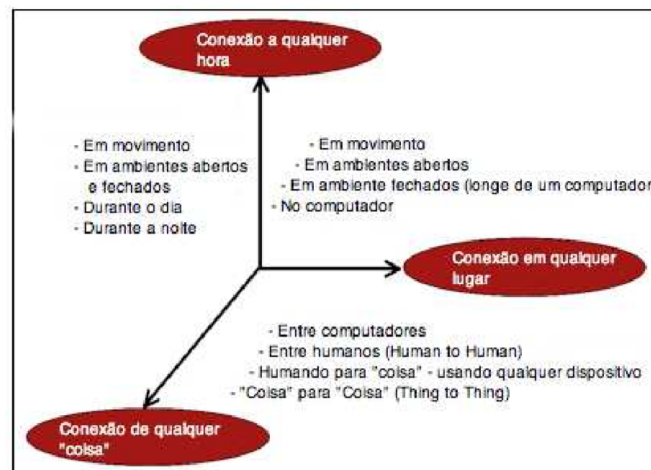 Conexão a qualquer
hora
- Em movimento
- Em ambientes abertos
e fechados
- Durante o dia
- Durante a noite
- Em movimento
- Em ambientes abertos
- Em ambiente fechados (longe de um computador
- No computador
Conexão em qualquer
lugar
- Entre computadores
- Entre humanos (Human to Human)
- Humando para "coisa" - usando qualquer dispositivo
- "Coisa" para "Coisa" (Thing to Thing)
Conexão de qualquer
"coisa"